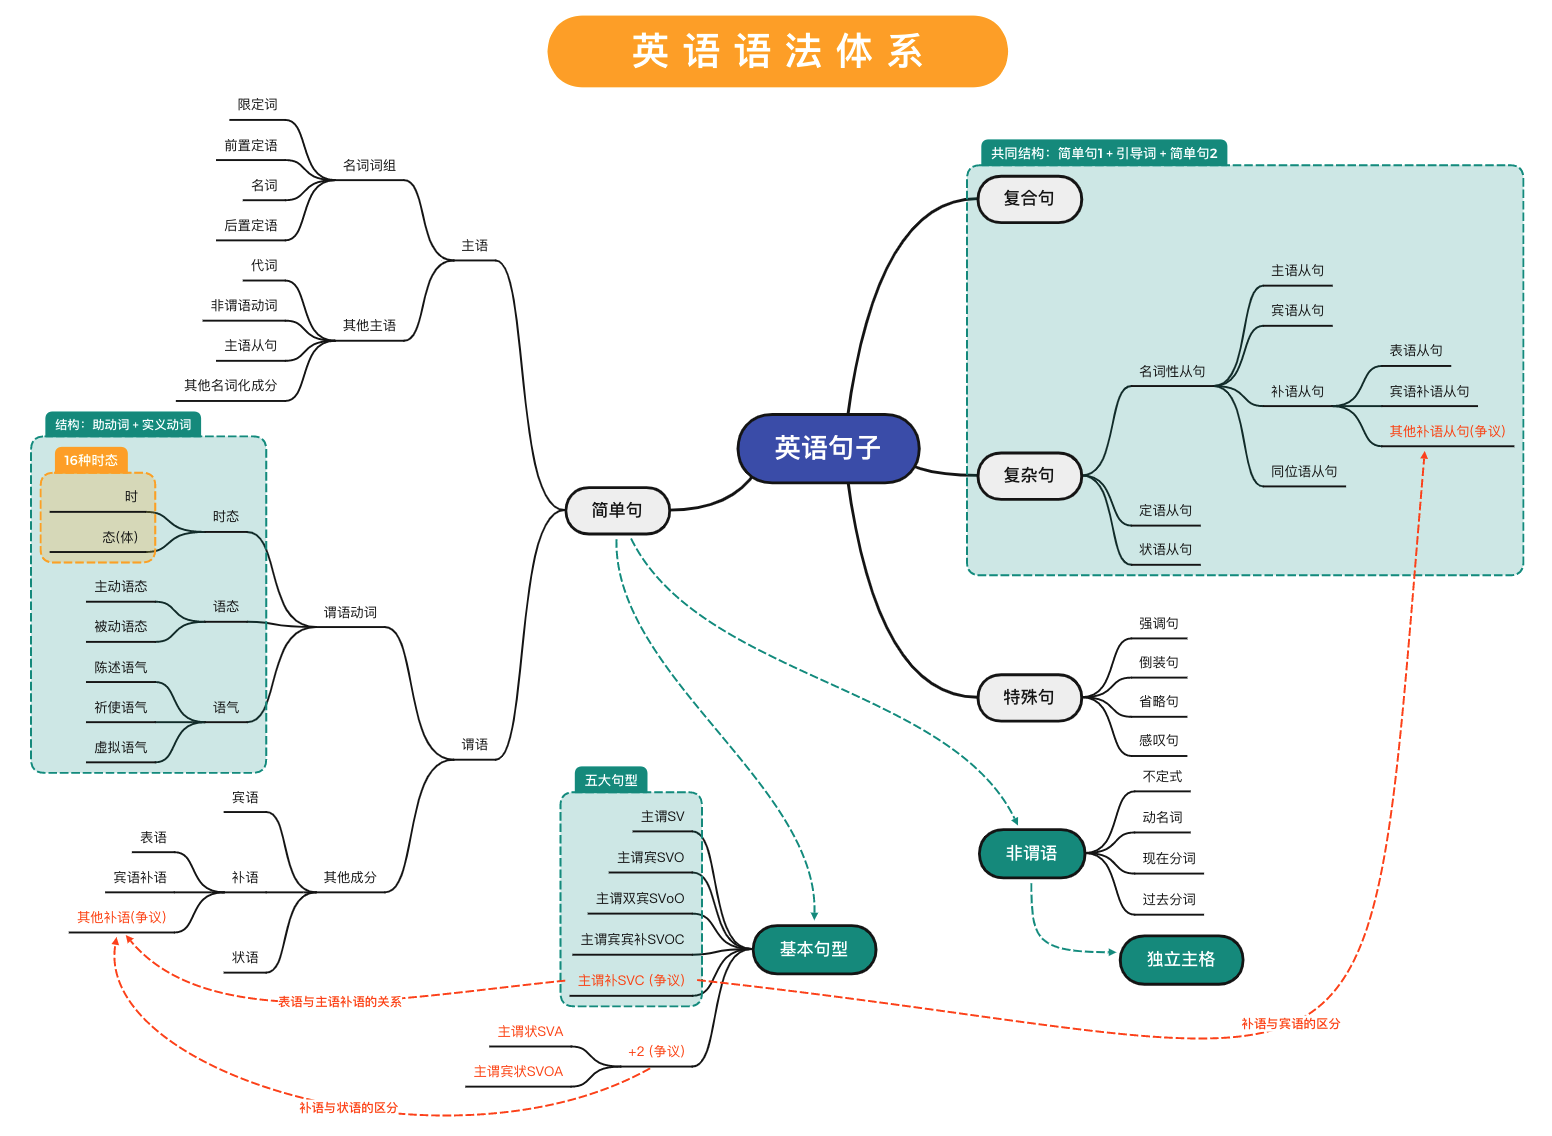 英语语法体系
限定词
前置定语
名词词组
名词
后置定语
主语
代词
非谓语动词
其他主语
主语从句
其他名词化成分
结构：助动词 + 实义动词
16种时态
时
时态
态(体)
主动语态
语态
被动语态
谓语动词
陈述语气
祈使语气
语气
虚拟语气
谓语
宾语
表语
宾语补语
补语
其他成分
其他补语(争议)
状语
简单句
英语句子
共同结构：简单句1 + 引导词 + 简单句2
复合句
主语从句
宾语从句
表语从句
名词性从句
补语从句
宾语补语从句
其他补语从句(争议)
复杂句
同位语从句
定语从句
状语从句
强调句
倒装句
特殊句
省略句
感叹句
五大句型
主谓SV
主谓宾SVO
主谓双宾SVoO
主谓宾宾补SVOC
主谓补SVC (争议)
基本句型
主谓状SVA
+2 (争议)
主谓宾状SVOA
不定式
动名词
非谓语
现在分词
过去分词
独立主格
表语与主语补语的关系
补语与宾语的区分
补语与状语的区分